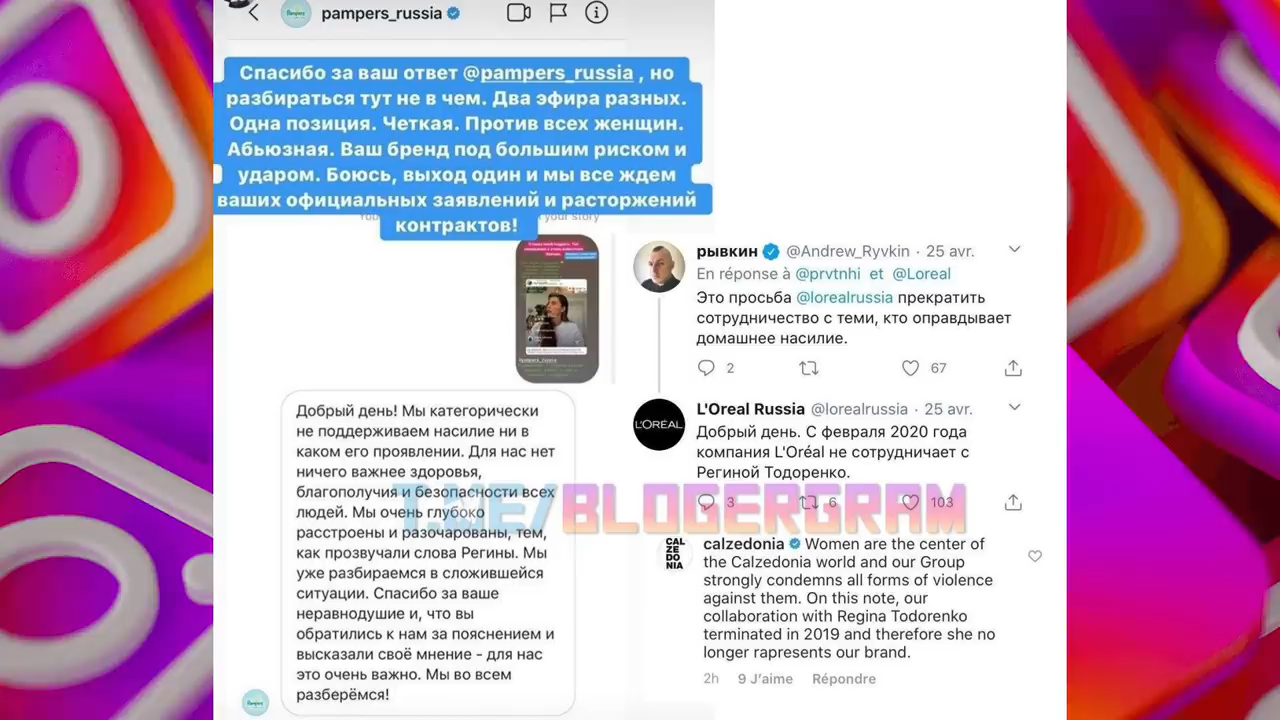 pampers_russia
Спасибо за ваш ответ @pampers_russia , но
разбираться тут не в чем. Два эфира разных.
Одна позиция. Четкая. Против всех женщин.
Абьюзная. Ваш бренд под большим риском и
ударом. Боюсь, выход один и мы все ждем
ваших официальных заявлений и расторжений
контрактов!
your story
Добрый день! Мы категорически
не поддерживаем насилие ни в
каком его проявлении. Для нас нет
ничего важнее здоровья,
благополучия и безопасности всех
людей. Мы очень глубоко
расстроены и разочарованы, тем,
как прозвучали слова Регины. Мы
уже разбираемся в сложившейся
ситуации. Спасибо за ваше
неравнодушие и, что вы
обратились к нам за пояснением и
высказали своё мнение - для нас
это очень важно. Мы во всем
разберёмся!
рывкин @Andrew_Ryvkin · 25 avr.
En réponse à @prvtnhi et @Loreal
Это просьба @lorealrussia прекратить
сотрудничество с теми, кто оправдывает
домашнее насилие.
2 67
L'ORÉAL
L'Oreal Russia @lorealrussia · 25 avr.
Добрый день. С февраля 2020 года
компания L'Oréal не сотрудничает с
Региной Тодоренко.
3 6 103
T.ME/BLOGERGRAM
CAL
ZE
DO
NIA
calzedonia Women are the center of
the Calzedonia world and our Group
strongly condemns all forms of violence
against them. On this note, our
collaboration with Regina Todorenko
terminated in 2019 and therefore she no
longer rapresents our brand.
2h 9 J'aime Répondre